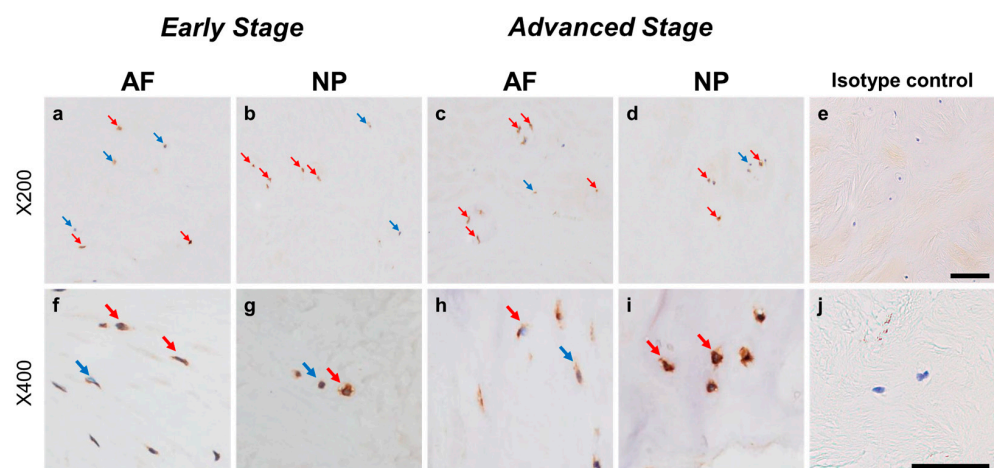 Early Stage Advanced Stage
AF NP AF NP Isotype control
a b c d e
X200
f g h i j
X400